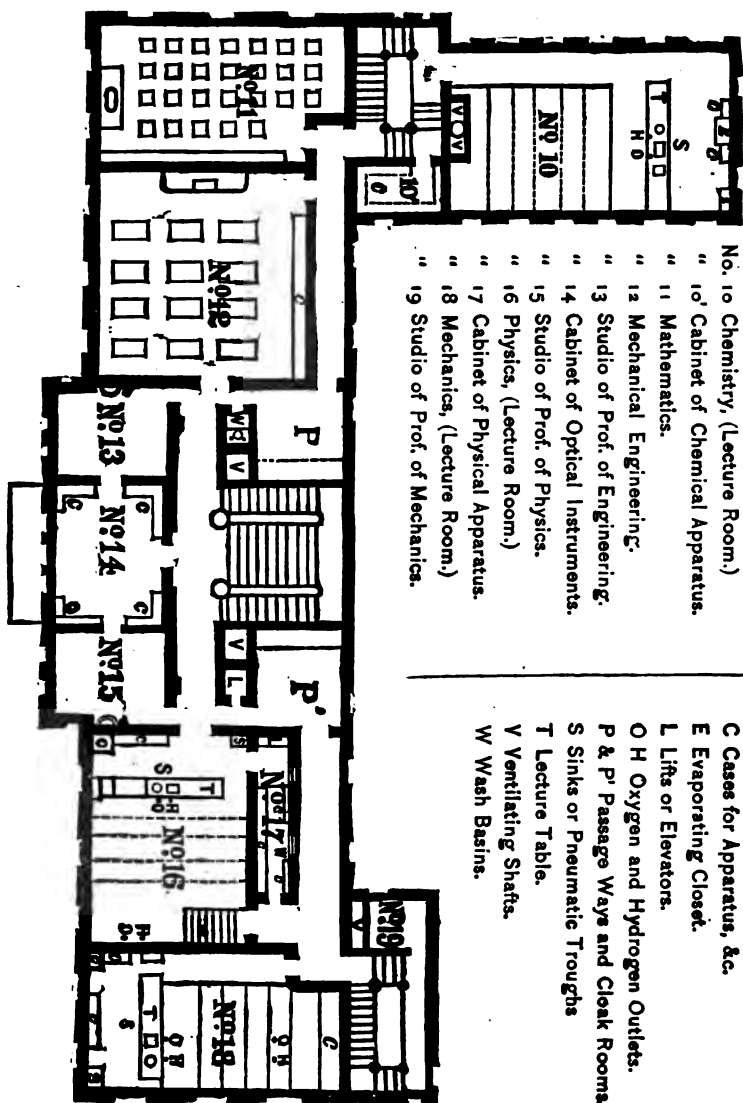 No. 10 Chemistry, (Lecture Room.)
" 10' Cabinet of Chemical Apparatus.
" 11 Mathematics.
" 12 Mechanical Engineering.
" 13 Studio of Prof. of Engineering.
" 14 Cabinet of Optical Instruments.
" 15 Studio of Prof. of Physics.
" 16 Physics, (Lecture Room.)
" 17 Cabinet of Physical Apparatus.
" 18 Mechanics, (Lecture Room.)
" 19 Studio of Prof. of Mechanics.
C Cases for Apparatus, &c.
E Evaporating Closet.
L Lifts or Elevators.
O H Oxygen and Hydrogen Outlets.
P & P' Passage Ways and Cloak Rooms.
S Sinks or Pneumatic Troughs
T Lecture Table.
V Ventilating Shafts.
W Wash Basins.
No. 10
S
T
H O
V V
10'
C
No. 11
No. 12
C
No. 13
W
V
P
No. 14
C
C
C
C
No. 15
V
L
P'
No. 16
S
T
No. 17
W
No. 18
T
S
O H
O H
C
No. 19